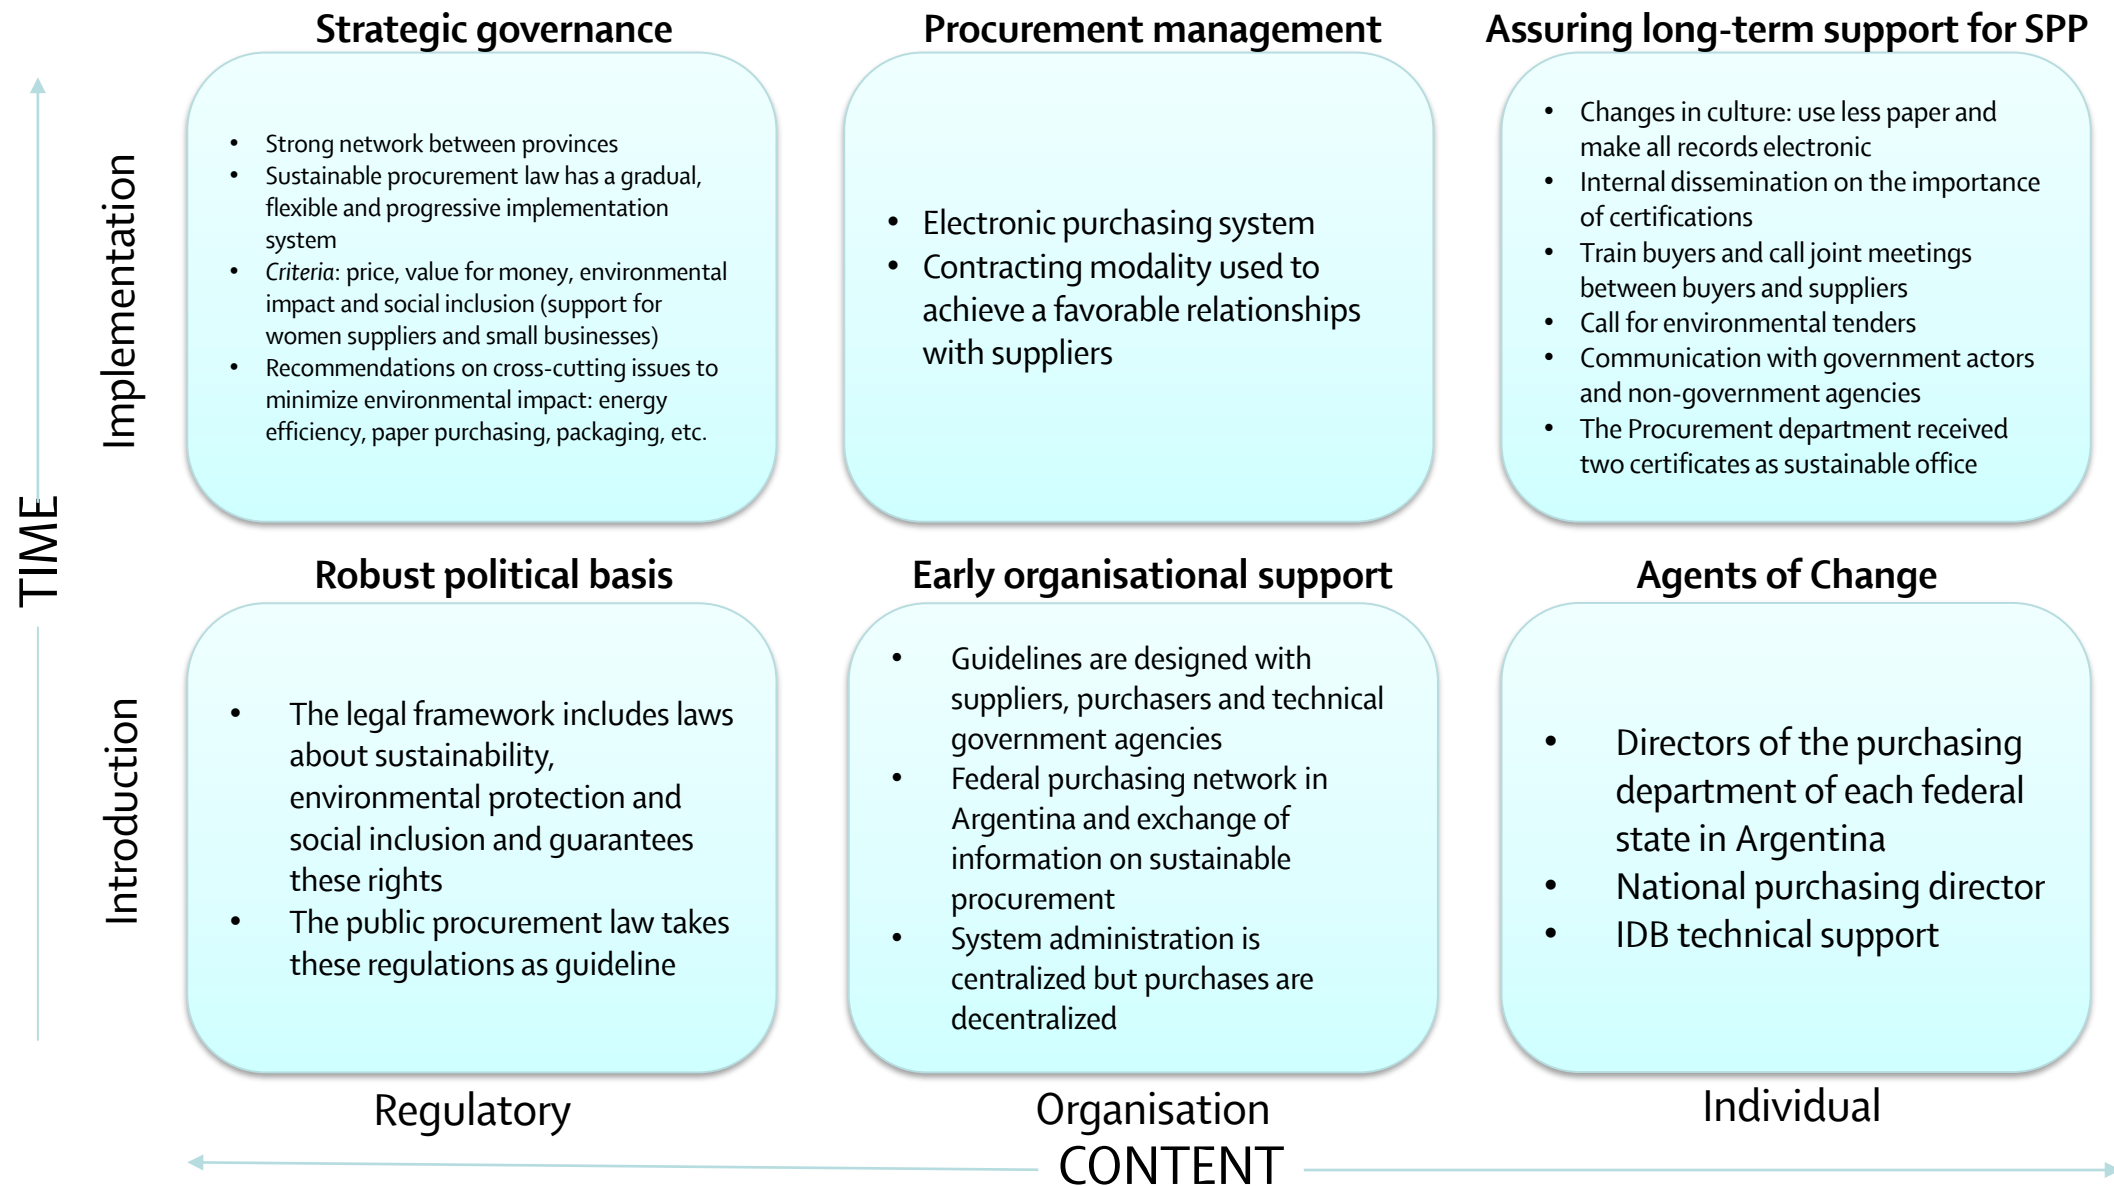 Strategic governance
• Strong network between provinces
• Sustainable procurement law has a gradual,
flexible and progressive implementation
system
• Criteria: price, value for money, environmental
impact and social inclusion (support for
women suppliers and small businesses)
• Recommendations on cross-cutting issues to
minimize environmental impact: energy
efficiency, paper purchasing, packaging, etc.
Procurement management
• Electronic purchasing system
• Contracting modality used to
achieve a favorable relationships
with suppliers
Assuring long-term support for SPP
• Changes in culture: use less paper and
make all records electronic
• Internal dissemination on the importance
of certifications
• Train buyers and call joint meetings
between buyers and suppliers
• Call for environmental tenders
• Communication with government actors
and non-government agencies
• The Procurement department received
two certificates as sustainable office
Implementation
TIME
Robust political basis
• The legal framework includes laws
about sustainability,
environmental protection and
social inclusion and guarantees
these rights
• The public procurement law takes
these regulations as guideline
Early organisational support
• Guidelines are designed with
suppliers, purchasers and technical
government agencies
• Federal purchasing network in
Argentina and exchange of
information on sustainable
procurement
• System administration is
centralized but purchases are
decentralized
Agents of Change
• Directors of the purchasing
department of each federal
state in Argentina
• National purchasing director
• IDB technical support
Introduction
Regulatory
Organisation
Individual
CONTENT